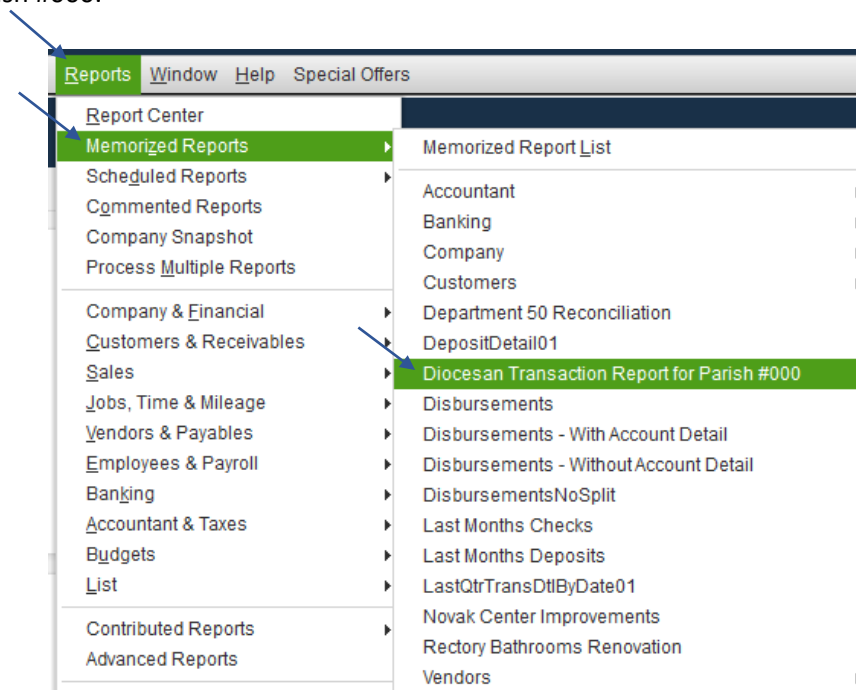 #000.
Reports Window Help Special Offers
Report Center
Memorized Reports
Scheduled Reports
Commented Reports
Company Snapshot
Process Multiple Reports
Company & Financial
Customers & Receivables
Sales
Jobs, Time & Mileage
Vendors & Payables
Employees & Payroll
Banking
Accountant & Taxes
Budgets
List
Contributed Reports
Advanced Reports
Memorized Report List
Accountant
Banking
Company
Customers
Department 50 Reconciliation
DepositDetail01
Diocesan Transaction Report for Parish #000
Disbursements
Disbursements - With Account Detail
Disbursements - Without Account Detail
DisbursementsNoSplit
Last Months Checks
Last Months Deposits
LastQtrTransDtlByDate01
Novak Center Improvements
Rectory Bathrooms Renovation
Vendors